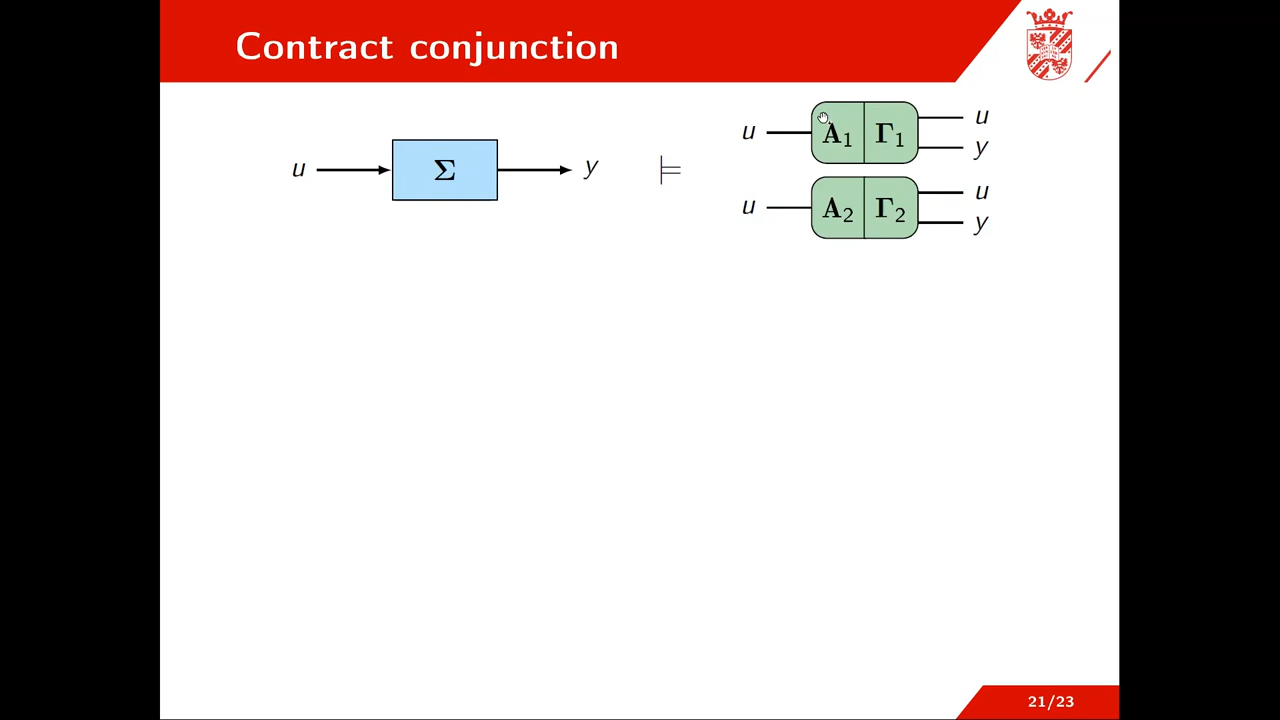 Contract conjunction
u Σ y ⊨ u A1 Γ1 u y
u A2 Γ2 u y
21/23